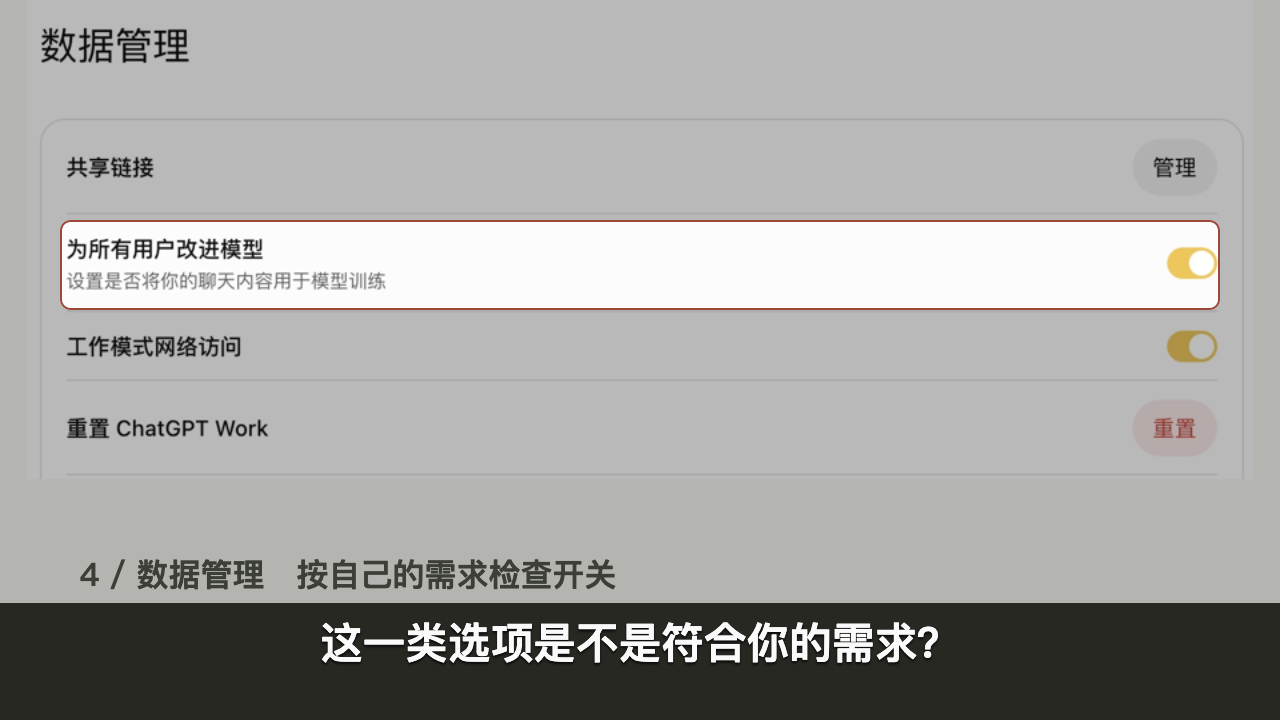 数据管理
共享链接
管理
为所有用户改进模型
设置是否将你的聊天内容用于模型训练
工作模式网络访问
重置 ChatGPT Work
重置
4 / 数据管理 按自己的需求检查开关
这一类选项是不是符合你的需求?